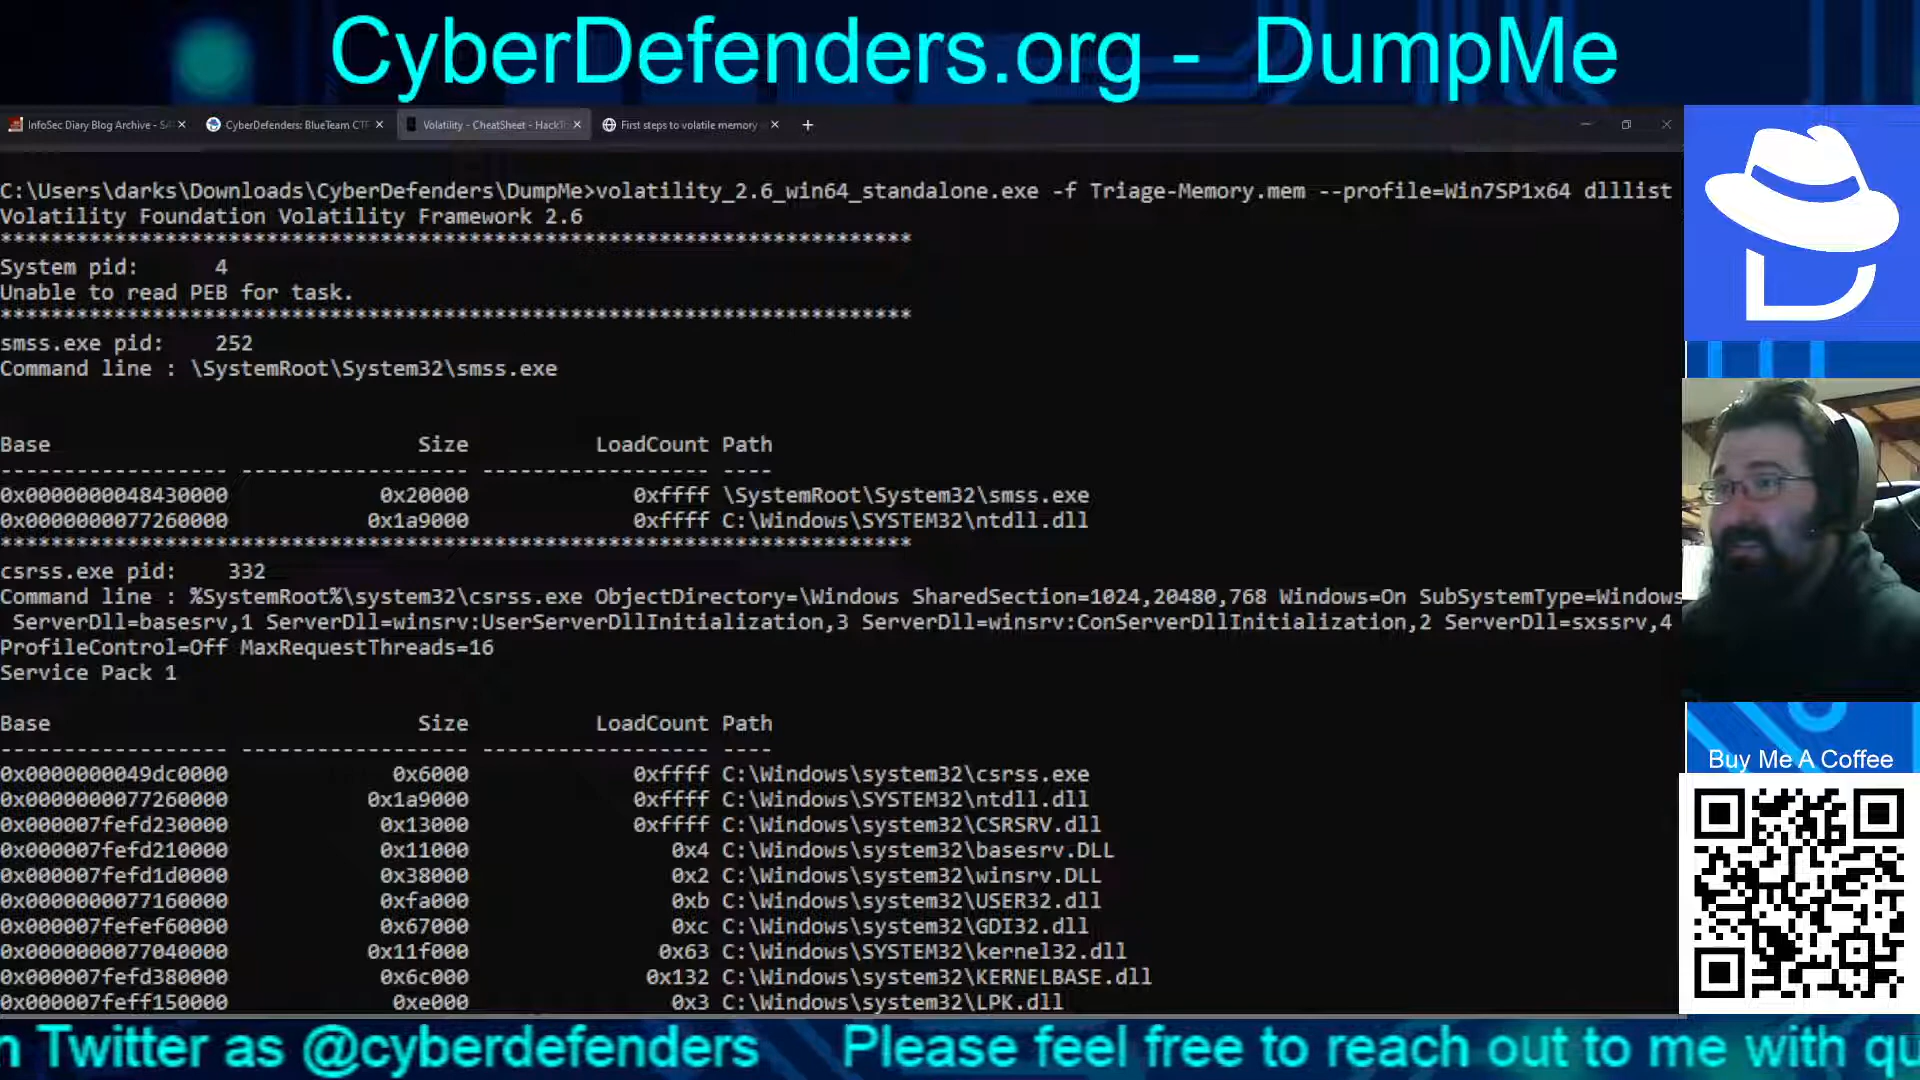 CyberDefenders.org - DumpMe
InfoSec Diary Blog Archive - S
CyberDefenders: BlueTeam CTF
Volatility - CheatSheet - HackT
First steps to volatile memory
C:\Users\darks\Downloads\CyberDefenders\DumpMe>volatility_2.6_win64_standalone.exe -f Triage-Memory.mem --profile=Win7SP1x64 dlllist
Volatility Foundation Volatility Framework 2.6
************************************************************************
System pid:      4
Unable to read PEB for task.
************************************************************************
smss.exe pid:    252
Command line : \SystemRoot\System32\smss.exe
Base                             Size          LoadCount Path
------------------ ------------------ ------------------ ----
0x0000000048430000            0x20000             0xffff \SystemRoot\System32\smss.exe
0x0000000077260000           0x1a9000             0xffff C:\Windows\SYSTEM32\ntdll.dll
************************************************************************
csrss.exe pid:    332
Command line : %SystemRoot%\system32\csrss.exe ObjectDirectory=\Windows SharedSection=1024,20480,768 Windows=On SubSystemType=Windows
ServerDll=basesrv,1 ServerDll=winsrv:UserServerDllInitialization,3 ServerDll=winsrv:ConServerDllInitialization,2 ServerDll=sxssrv,4
ProfileControl=Off MaxRequestThreads=16
Service Pack 1
Base                             Size          LoadCount Path
------------------ ------------------ ------------------ ----
0x0000000049dc0000             0x6000             0xffff C:\Windows\system32\csrss.exe
0x0000000077260000           0x1a9000             0xffff C:\Windows\SYSTEM32\ntdll.dll
0x000007fefd230000            0x13000             0xffff C:\Windows\system32\CSRSRV.dll
0x000007fefd210000            0x11000                0x4 C:\Windows\system32\basesrv.DLL
0x000007fefd1d0000            0x38000                0x2 C:\Windows\system32\winsrv.DLL
0x0000000077160000            0xfa000                0xb C:\Windows\system32\USER32.dll
0x000007fefef60000            0x67000                0xc C:\Windows\system32\GDI32.dll
0x0000000077040000           0x11f000               0x63 C:\Windows\SYSTEM32\kernel32.dll
0x000007fefd380000            0x6c000              0x132 C:\Windows\system32\KERNELBASE.dll
0x000007feff150000             0xe000                0x3 C:\Windows\system32\LPK.dll
Buy Me A Coffee
n Twitter as @cyberdefenders     Please feel free to reach out to me with qu